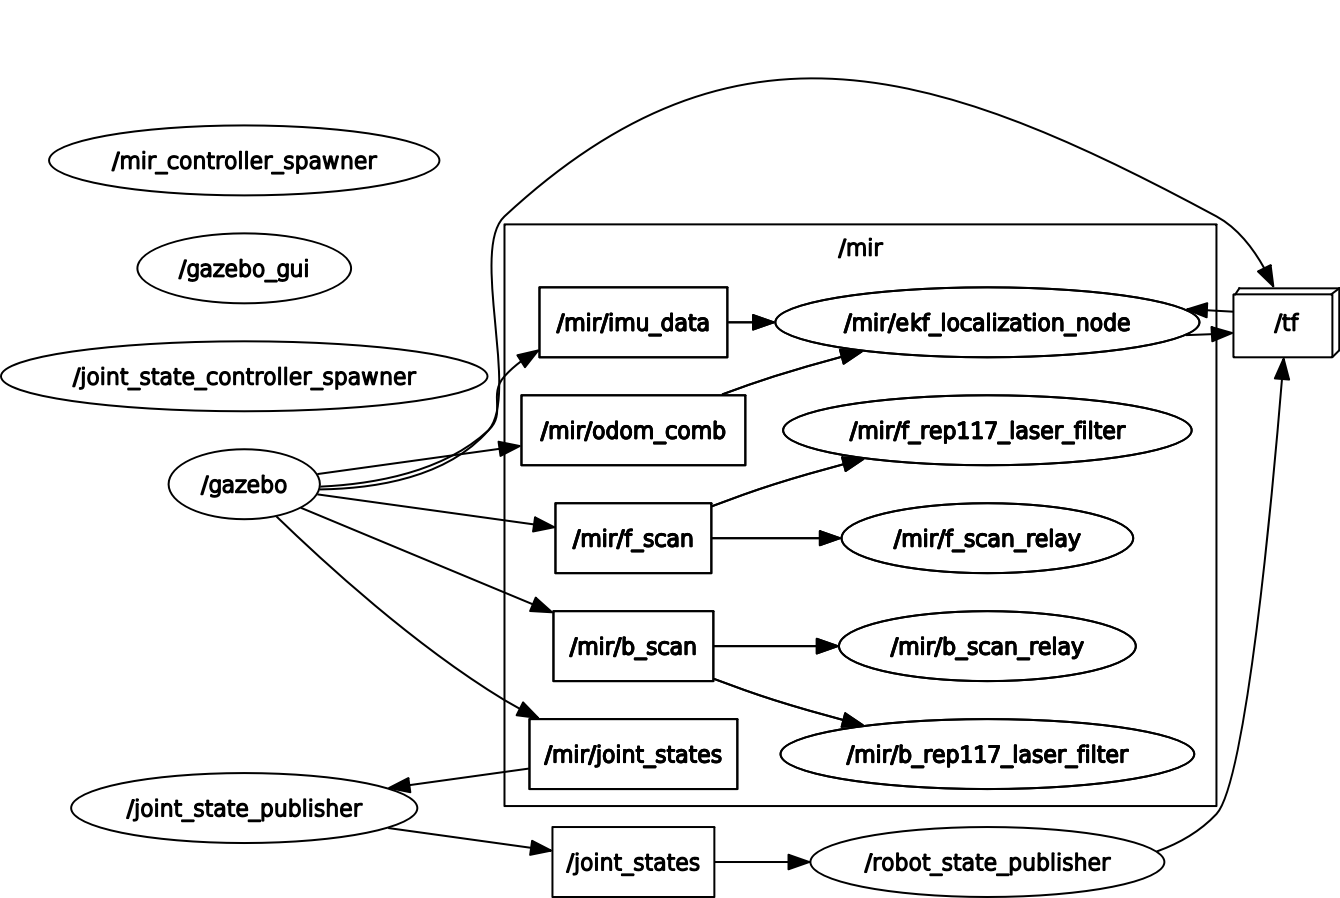 /mir_controller_spawner
/gazebo_gui
/joint_state_controller_spawner
/gazebo
/joint_state_publisher
/mir
/mir/imu_data
/mir/ekf_localization_node
/mir/odom_comb
/mir/f_rep117_laser_filter
/mir/f_scan
/mir/f_scan_relay
/mir/b_scan
/mir/b_scan_relay
/mir/joint_states
/mir/b_rep117_laser_filter
/joint_states
/robot_state_publisher
/tf